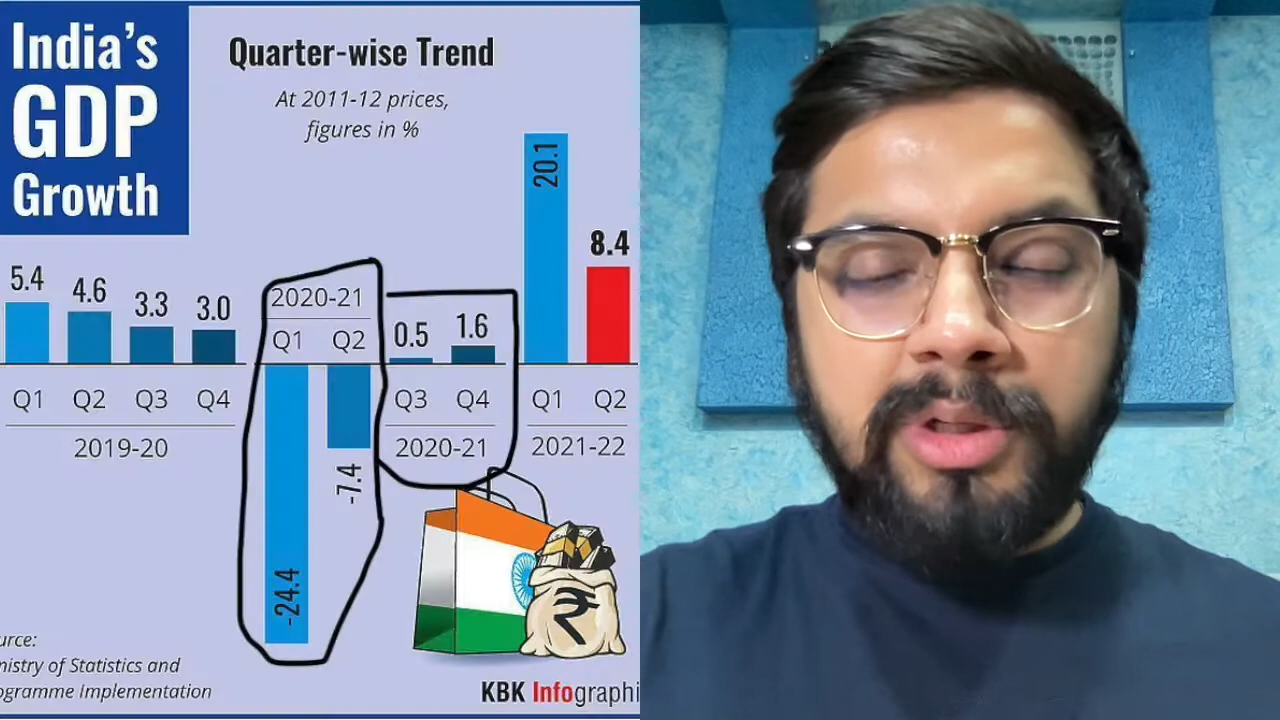 India's
GDP
Growth
Quarter-wise Trend
At 2011-12 prices,
figures in %
5.4
4.6
3.3
3.0
2020-21
Q1 Q2
0.5
1.6
20.1
8.4
Q1 Q2 Q3 Q4
2019-20
Q3 Q4
2020-21
Q1 Q2
2021-22
-24.4
-7.4
₹
urce:
nistry of Statistics and
ogramme Implementation
KBK Infographi